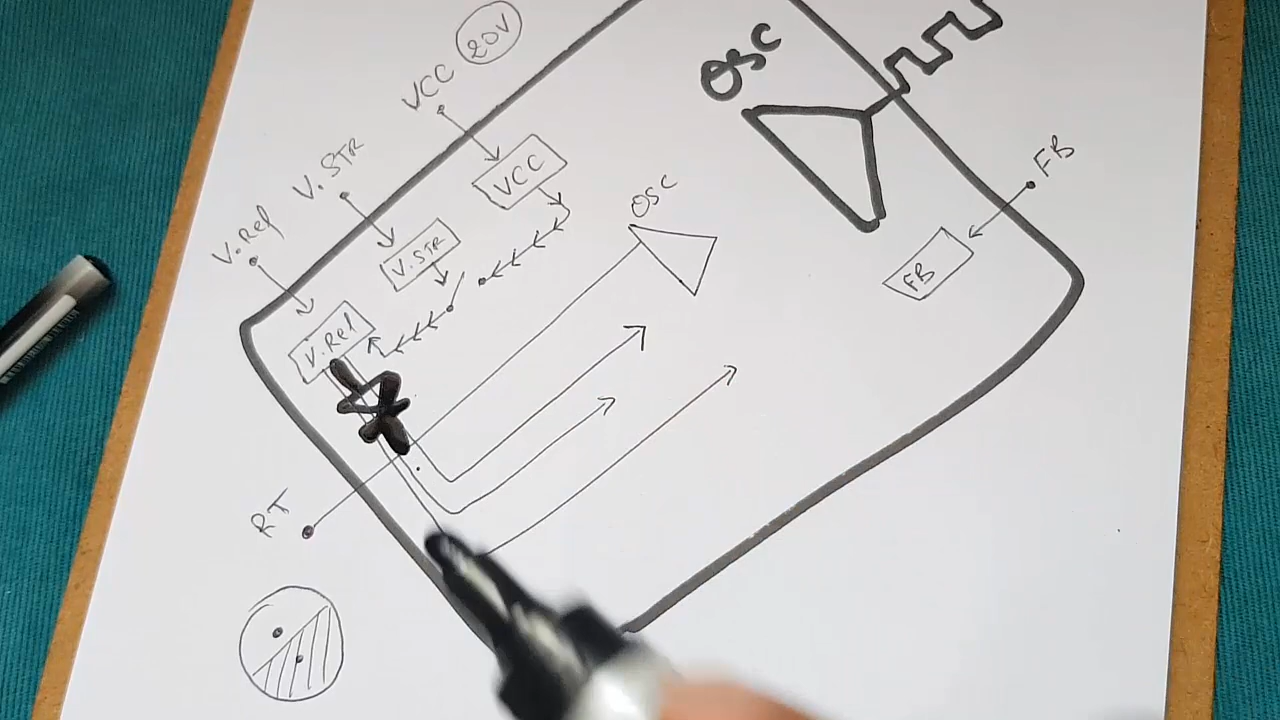 OSC
20V
VCC
VCC
V.STR
V.STR
V.Ref
V.Ref
OSC
FB
FB
RT